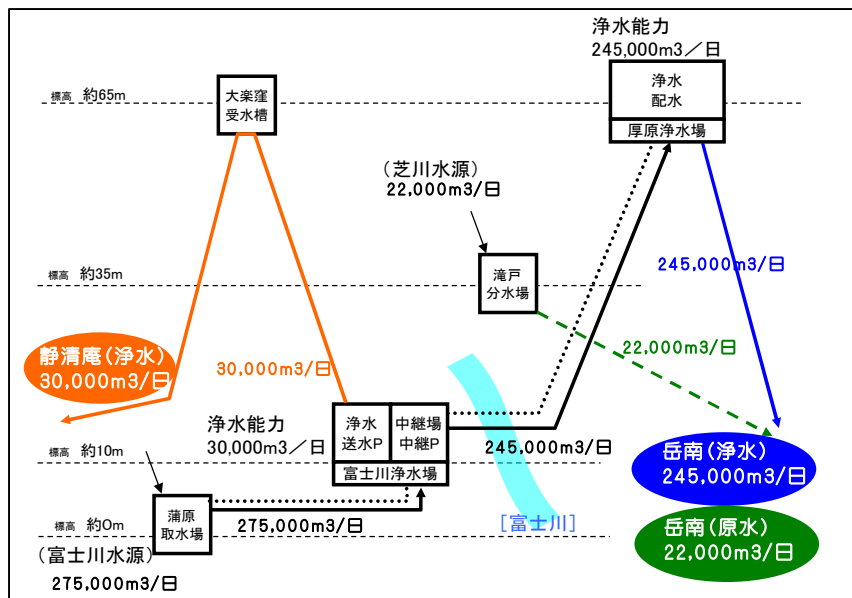 浄水能力
245,000m3／日
標高 約65m
大楽窪
受水槽
浄水
配水
厚原浄水場
（芝川水源）
22,000m3/日
標高 約35m
滝戸
分水場
245,000m3/日
静清庵（浄水）
30,000m3/日
30,000m3/日
22,000m3/日
浄水能力
30,000m3／日
浄水
送水P
中継場
中継P
富士川浄水場
245,000m3/日
標高 約10m
岳南（浄水）
245,000m3/日
蒲原
取水場
275,000m3/日
標高 約0m
［富士川］
岳南（原水）
22,000m3/日
（富士川水源）
275,000m3/日